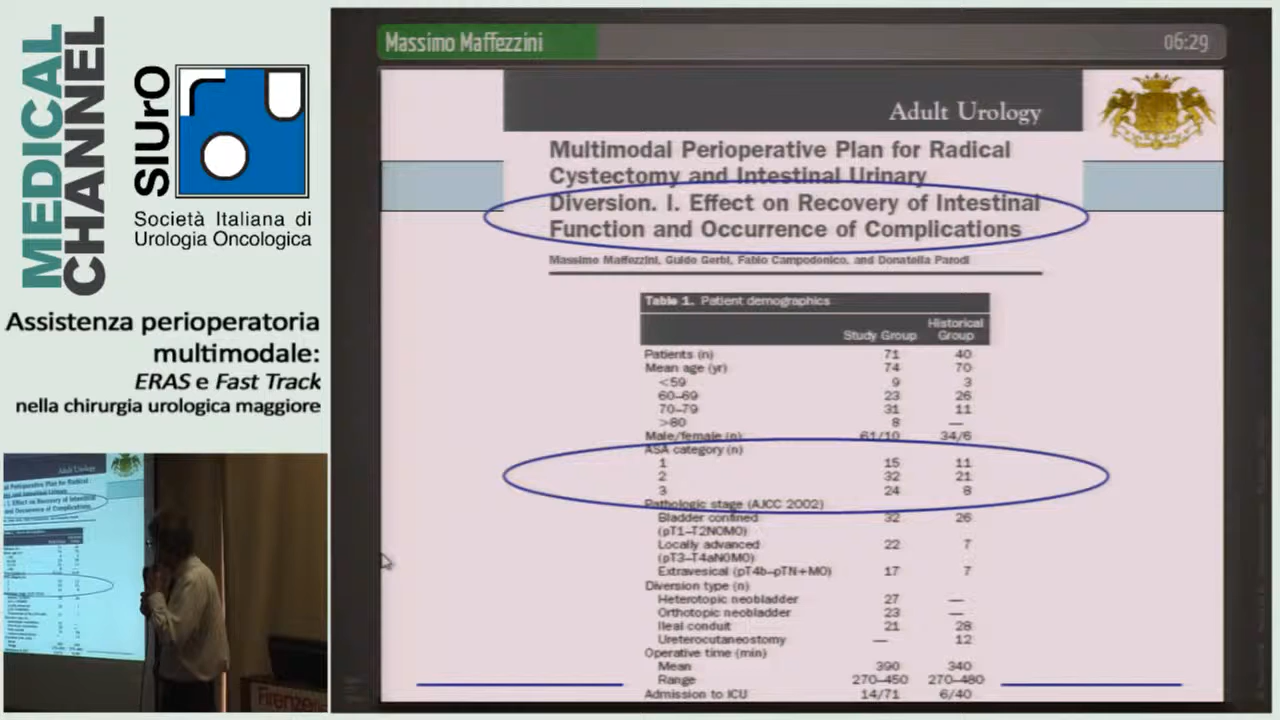 MEDICAL
CHANNEL
SIUrO
Società Italiana di
Urologia Oncologica
Assistenza perioperatoria
multimodale:
ERAS e Fast Track
nella chirurgia urologica maggiore
Massimo Maffezzini
06:29
Adult Urology
Multimodal Perioperative Plan for Radical
Cystectomy and Intestinal Urinary
Diversion. I. Effect on Recovery of Intestinal
Function and Occurrence of Complications
Massimo Maffezzini, Guido Gerbi, Fabio Campodonico, and Donatella Parodi
Table 1. Patient demographics
Study Group Historical Group
Patients (n) 71 40
Mean age (yr) 74 70
<59 9 3
60–69 23 26
70–79 31 11
>80 8 —
Male/female (n) 61/10 34/6
ASA category (n)
1 15 11
2 32 21
3 24 8
Pathologic stage (AJCC 2002)
Bladder confined 32 26
(pT1–T2N0M0)
Locally advanced 22 7
(pT3–T4aN0M0)
Extravesical (pT4b–pTN+M0) 17 7
Diversion type (n)
Heterotopic neobladder 27 —
Orthotopic neobladder 23 —
Ileal conduit 21 28
Ureterocutaneostomy — 12
Operative time (min)
Mean 390 340
Range 270–450 270–480
Admission to ICU 14/71 6/40
Adult Urology